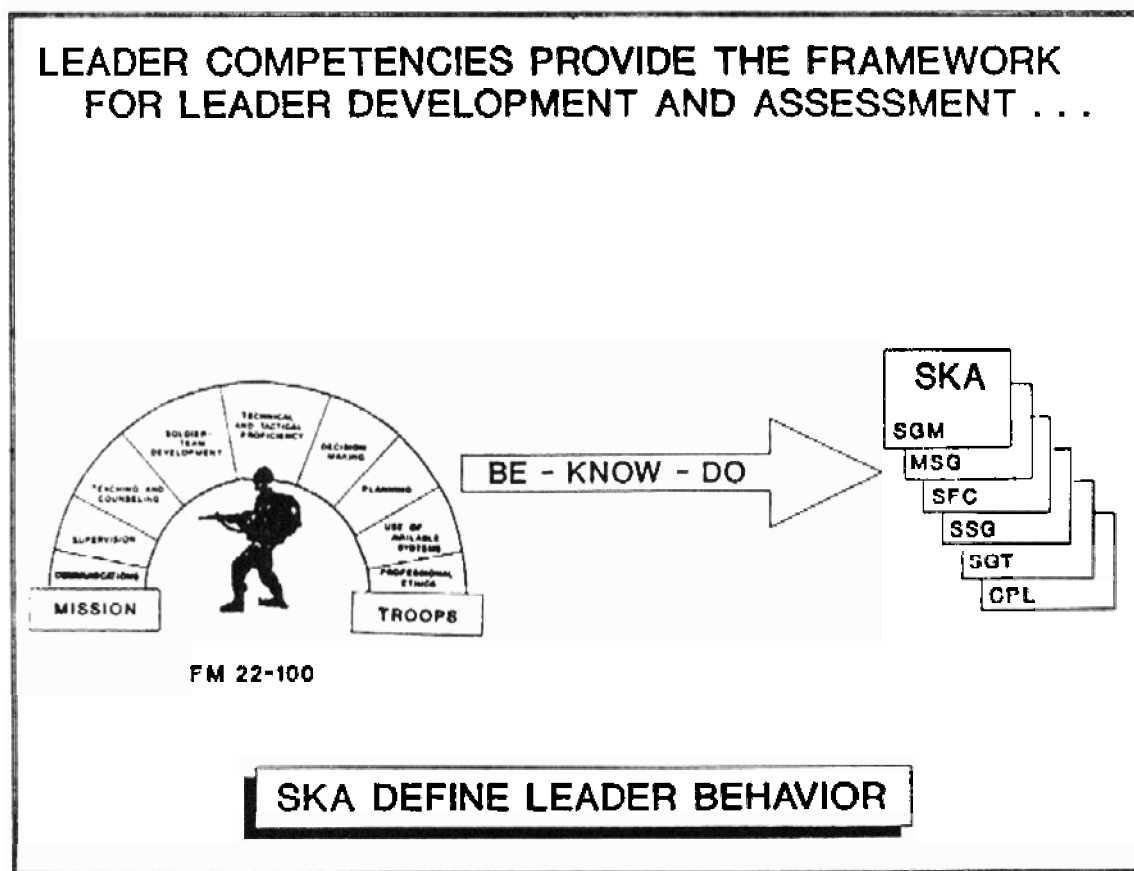 LEADER COMPETENCIES PROVIDE THE FRAMEWORK
FOR LEADER DEVELOPMENT AND ASSESSMENT . . .
COMMUNICATIONS
SUPERVISION
TEACHING AND
COUNSELING
SOLDIER-
TEAM
DEVELOPMENT
TECHNICAL
AND TACTICAL
PROFICIENCY
DECISION
MAKING
PLANNING
USE OF
AVAILABLE
SYSTEMS
PROFESSIONAL
ETHICS
MISSION
TROOPS
FM 22-100
BE - KNOW - DO
SKA
SGM
MSG
SFC
SSG
SGT
CPL
SKA DEFINE LEADER BEHAVIOR